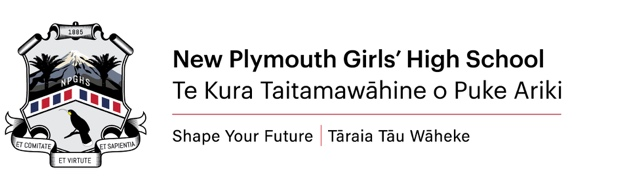 1885
NPGHS
ET COMITATE
ET VIRTUTE
ET SAPIENTIA
New Plymouth Girls' High School
Te Kura Taitamawāhine o Puke Ariki
Shape Your Future | Tāraia Tāu Wāheke